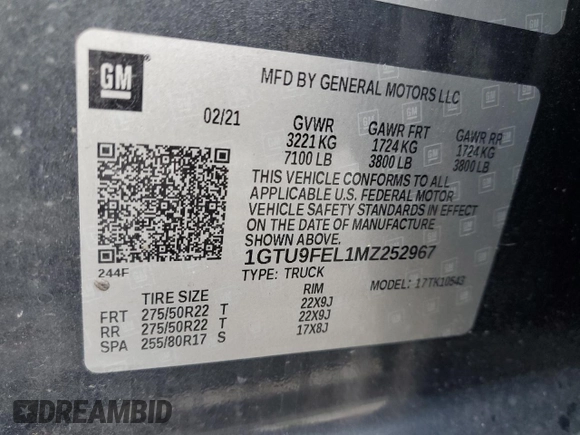 GM
MFD BY GENERAL MOTORS LLC
02/21 GVWR GAWR FRT GAWR RR
3221 KG 1724 KG 1724 KG
7100 LB 3800 LB 3800 LB
THIS VEHICLE CONFORMS TO ALL
APPLICABLE U.S. FEDERAL MOTOR
VEHICLE SAFETY STANDARDS IN EFFECT
ON THE DATE OF MANUFACTURE
SHOWN ABOVE.
1GTU9FEL1MZ252967
244F
TYPE: TRUCK MODEL: 17TK10543
TIRE SIZE RIM
FRT 275/50R22 T 22X9J
RR 275/50R22 T 22X9J
SPA 255/80R17 S 17X8J
DREAMBID